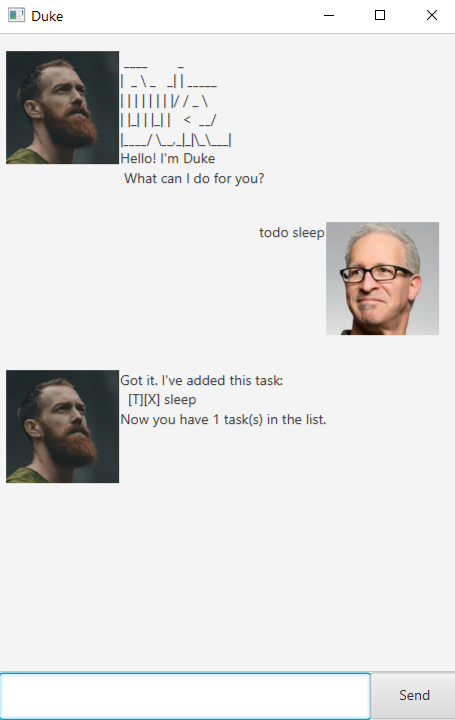 Duke
 ____        _
|  _ \ _   _| | _____
| | | | | | | |/ / _ \
| |_| | |_| |   <  __/
|____/ \__,_|_|\_\___|
Hello! I'm Duke
What can I do for you?
todo sleep
Got it. I've added this task:
[T][X] sleep
Now you have 1 task(s) in the list.
Send